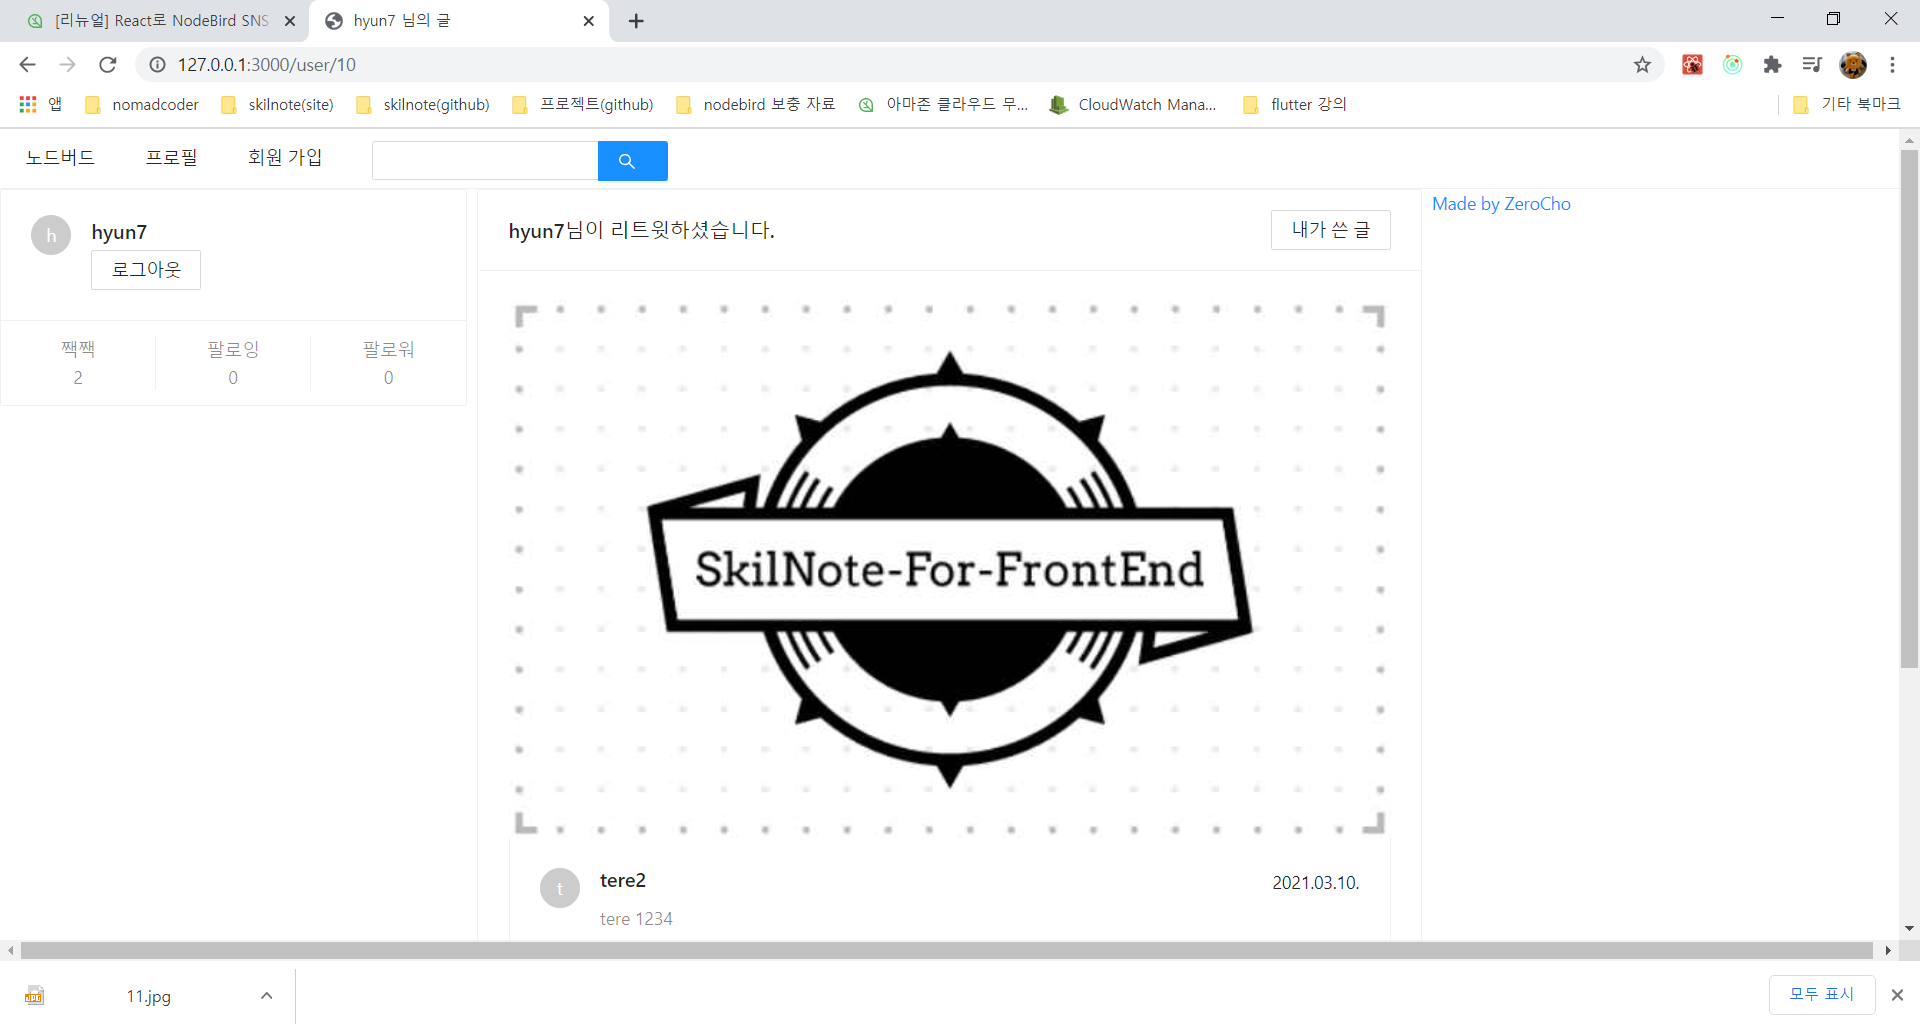 [리뉴얼] React로 NodeBird SNS
hyun7 님의 글
127.0.0.1:3000/user/10
앱
nomadcoder
skilnote(site)
skilnote(github)
프로젝트(github)
nodebird 보충 자료
아마존 클라우드 무...
CloudWatch Mana...
flutter 강의
기타 북마크
노드버드
프로필
회원 가입
h
hyun7
로그아웃
짹짹
2
팔로잉
0
팔로워
0
hyun7님이 리트윗하셨습니다.
내가 쓴 글
Made by ZeroCho
SkilNote-For-FrontEnd
t
tere2
2021.03.10.
tere 1234
11.jpg
모두 표시